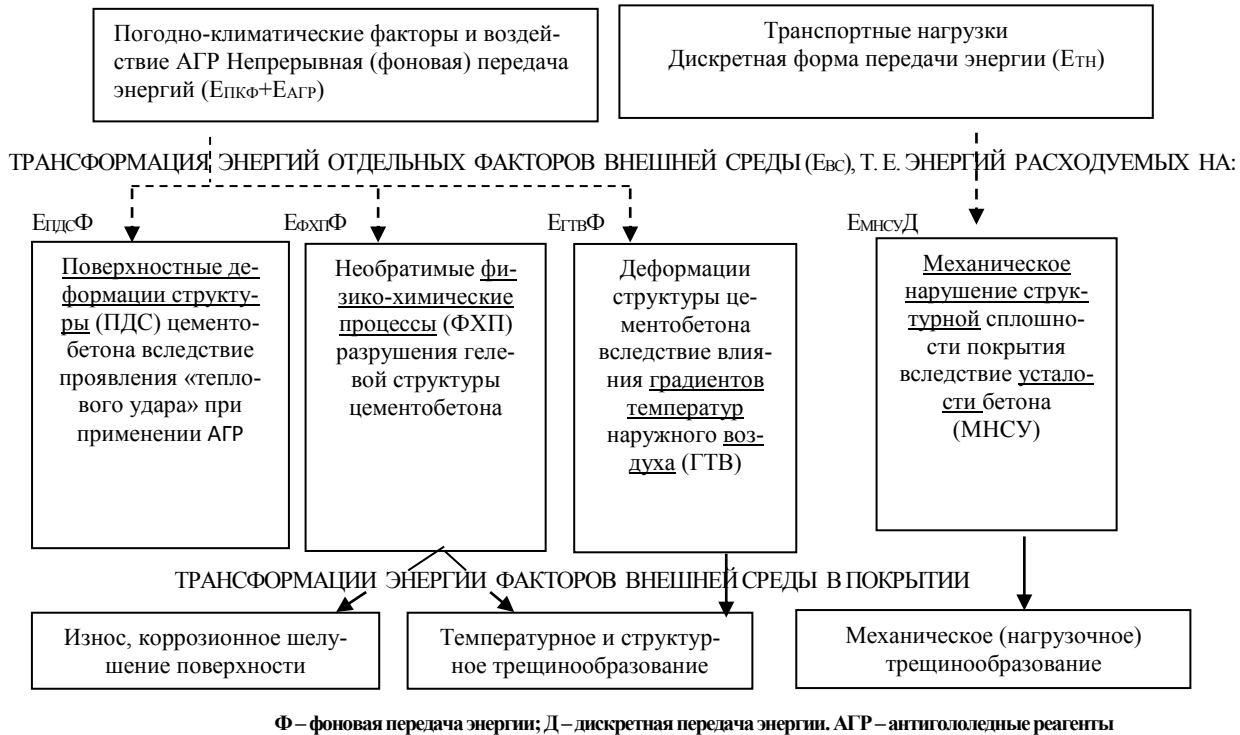 Погодно-климатические факторы и воздей-
ствие АГР Непрерывная (фоновая) передача
энергий (ЕПКФ+ЕАГР)
Транспортные нагрузки
Дискретная форма передачи энергии (ЕТН)
ТРАНСФОРМАЦИЯ ЭНЕРГИЙ ОТДЕЛЬНЫХ ФАКТОРОВ ВНЕШНЕЙ СРЕДЫ (ЕВС), Т. Е. ЭНЕРГИЙ РАСХОДУЕМЫХ НА:
ЕПДСФ
Поверхностные де-
формации структу-
ры (ПДС) цементо-
бетона вследствие
проявления «тепло-
вого удара» при
применении АГР
ЕФХПФ
Необратимые фи-
зико-химические
процессы (ФХП)
разрушения геле-
вой структуры
цементобетона
ЕГТВФ
Деформации
структуры це-
ментобетона
вследствие влия-
ния градиентов
температур
наружного воз-
духа (ГТВ)
ЕМНСУД
Механическое
нарушение струк-
турной сплошно-
сти покрытия
вследствие устало-
сти бетона
(МНСУ)
ТРАНСФОРМАЦИИ ЭНЕРГИИ ФАКТОРОВ ВНЕШНЕЙ СРЕДЫ В ПОКРЫТИИ
Износ, коррозионное шелу-
шение поверхности
Температурное и структур-
ное трещинообразование
Механическое (нагрузочное)
трещинообразование
Ф – фоновая передача энергии; Д – дискретная передача энергии. АГР – антигололедные реагенты